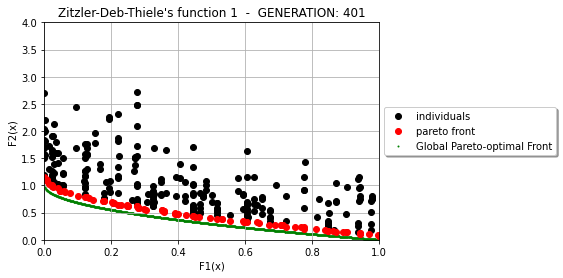 Zitzler-Deb-Thiele's function 1 - GENERATION: 401
4.0
3.5
3.0
2.5
2.0
1.5
1.0
0.5
0.0
F2(x)
0.0 0.2 0.4 0.6 0.8 1.0
F1(x)
individuals
pareto front
Global Pareto-optimal Front